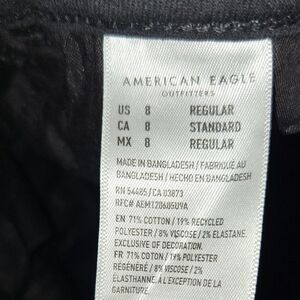 AMERICAN EAGLE
OUTFITTERS
US 8 REGULAR
CA 8 STANDARD
MX 8 REGULAR
MADE IN BANGLADESH / FABRIQUÉ AU
BANGLADESH / HECHO EN BANGLADESH
RN 54485 / CA 03873
RFC# AEM120685U9A
EN 71% COTTON / 19% RECYCLED
POLYESTER / 8% VISCOSE / 2% ELASTANE.
EXCLUSIVE OF DECORATION.
FR 71% COTON / 19% POLYESTER
RÉGÉNÉRÉ / 8% VISCOSE / 2%
ÉLASTHANNE. À L'EXCEPTION DE LA
GARNITURE.